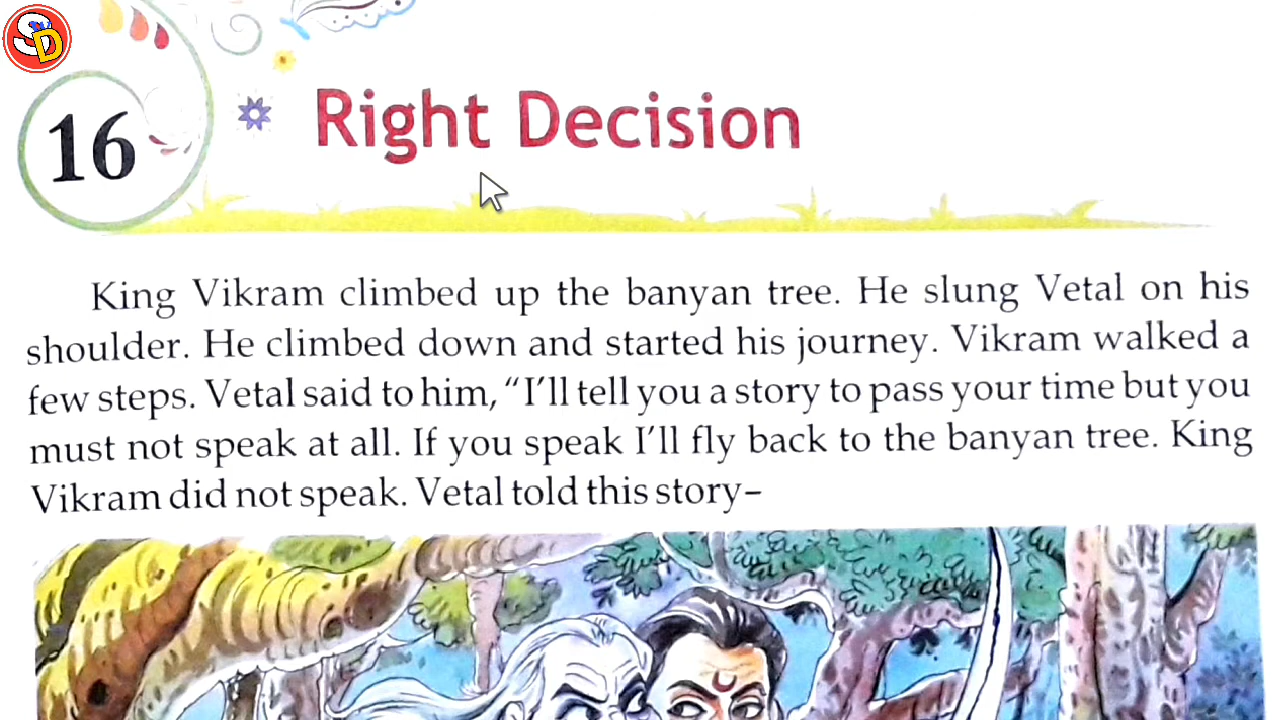 SD
16
Right Decision
King Vikram climbed up the banyan tree. He slung Vetal on his
shoulder. He climbed down and started his journey. Vikram walked a
few steps. Vetal said to him, “I’ll tell you a story to pass your time but you
must not speak at all. If you speak I’ll fly back to the banyan tree. King
Vikram did not speak. Vetal told this story–